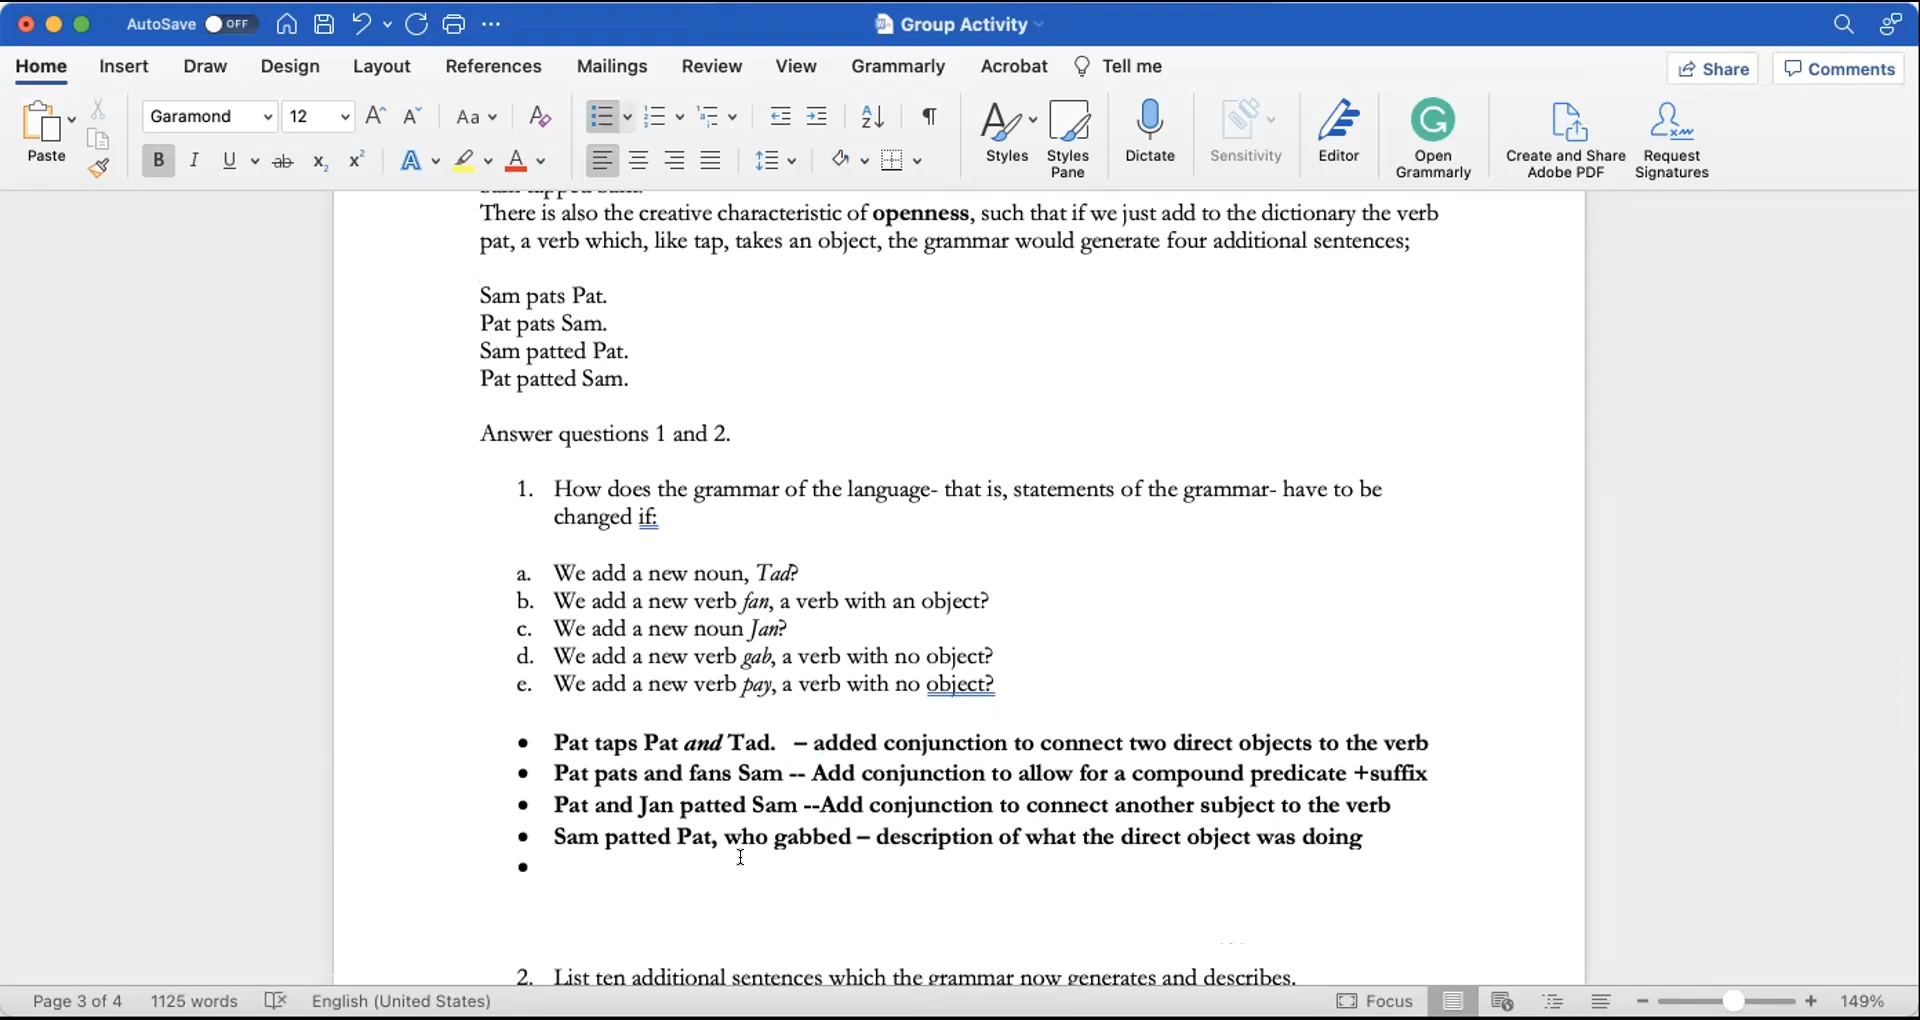 AutoSave OFF
Group Activity
Home Insert Draw Design Layout References Mailings Review View Grammarly Acrobat Tell me Share Comments
Paste
Garamond 12
Styles Styles Pane Dictate Sensitivity Editor Open Grammarly Create and Share Adobe PDF Request Signatures
There is also the creative characteristic of openness, such that if we just add to the dictionary the verb
pat, a verb which, like tap, takes an object, the grammar would generate four additional sentences;
Sam pats Pat.
Pat pats Sam.
Sam patted Pat.
Pat patted Sam.
Answer questions 1 and 2.
1. How does the grammar of the language- that is, statements of the grammar- have to be
changed if:
a. We add a new noun, Tad?
b. We add a new verb fan, a verb with an object?
c. We add a new noun Jan?
d. We add a new verb gab, a verb with no object?
e. We add a new verb pay, a verb with no object?
• Pat taps Pat and Tad. – added conjunction to connect two direct objects to the verb
• Pat pats and fans Sam -- Add conjunction to allow for a compound predicate +suffix
• Pat and Jan patted Sam --Add conjunction to connect another subject to the verb
• Sam patted Pat, who gabbed – description of what the direct object was doing
•
2. List ten additional sentences which the grammar now generates and describes.
Page 3 of 4 1125 words English (United States) Focus 149%